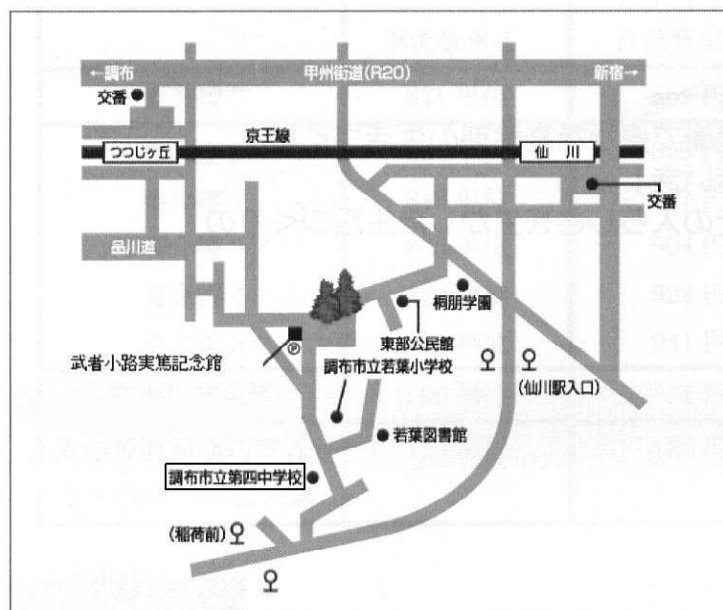 ←調布 甲州街道(R20) 新宿→
交番
京王線
つつじヶ丘
仙 川
交番
品川道
桐朋学園
東部公民館
武者小路実篤記念館
Ⓟ
調布市立若葉小学校
(仙川駅入口)
若葉図書館
調布市立第四中学校
(稲荷前)